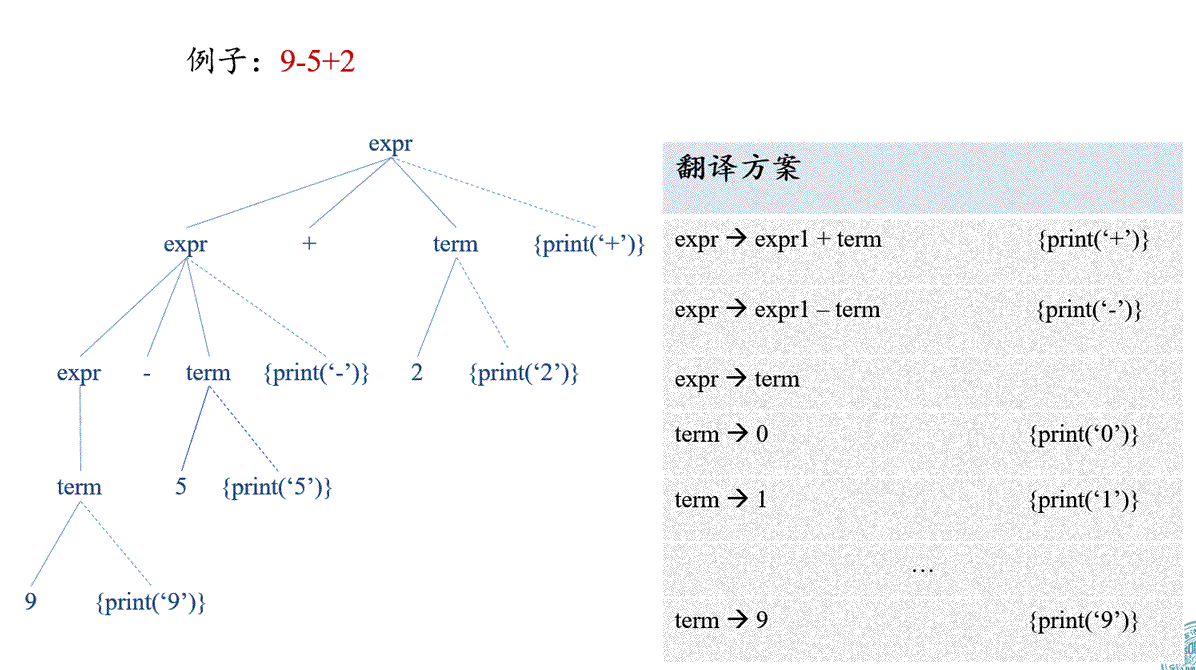 例子：9-5+2
expr
expr + term {print(‘+’)}
expr - term {print(‘-’)} 2 {print(‘2’)}
term 5 {print(‘5’)}
9 {print(‘9’)}
翻译方案
expr → expr1 + term {print(‘+’)}
expr → expr1 – term {print(‘-’)}
expr → term
term → 0 {print(‘0’)}
term → 1 {print(‘1’)}
…
term → 9 {print(‘9’)}